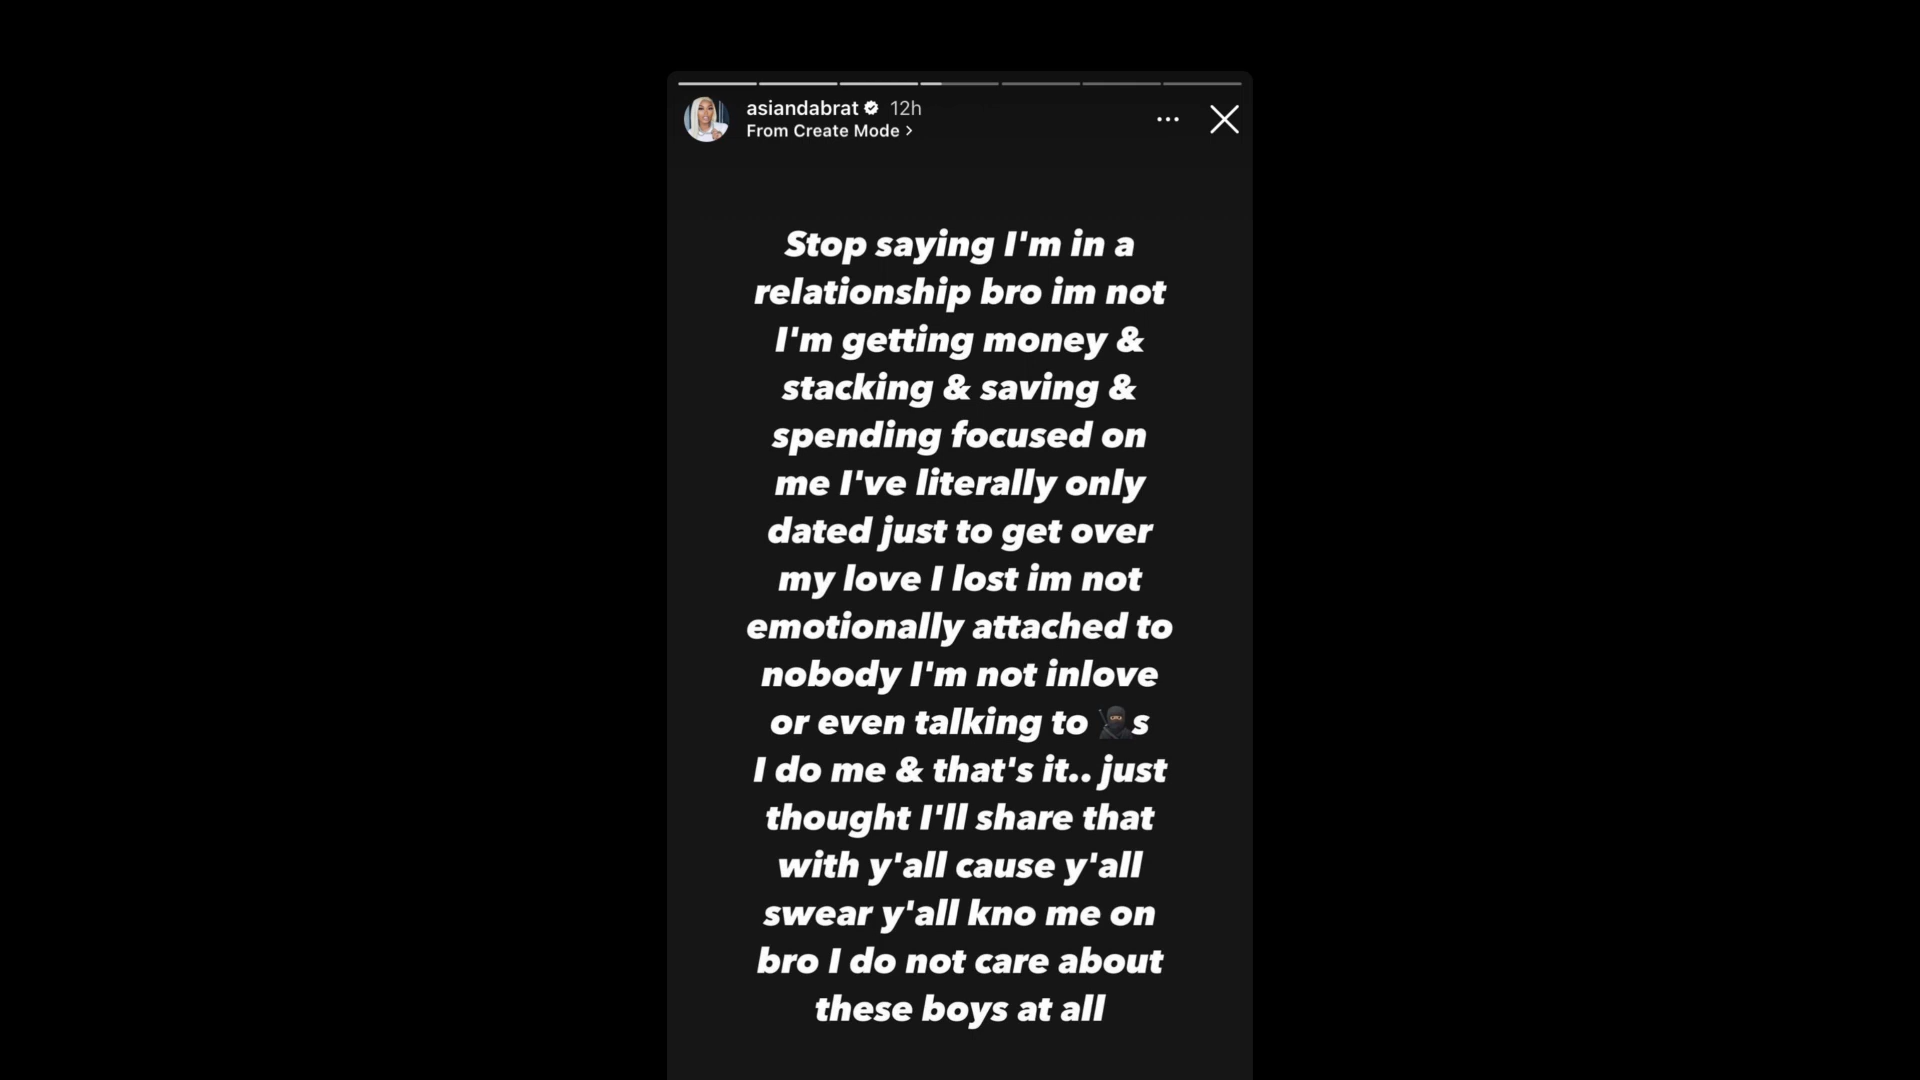 asiandabrat 12h
From Create Mode >
Stop saying I'm in a
relationship bro im not
I'm getting money &
stacking & saving &
spending focused on
me I've literally only
dated just to get over
my love I lost im not
emotionally attached to
nobody I'm not inlove
or even talking to 🥷🏿s
I do me & that's it.. just
thought I'll share that
with y'all cause y'all
swear y'all kno me on
bro I do not care about
these boys at all